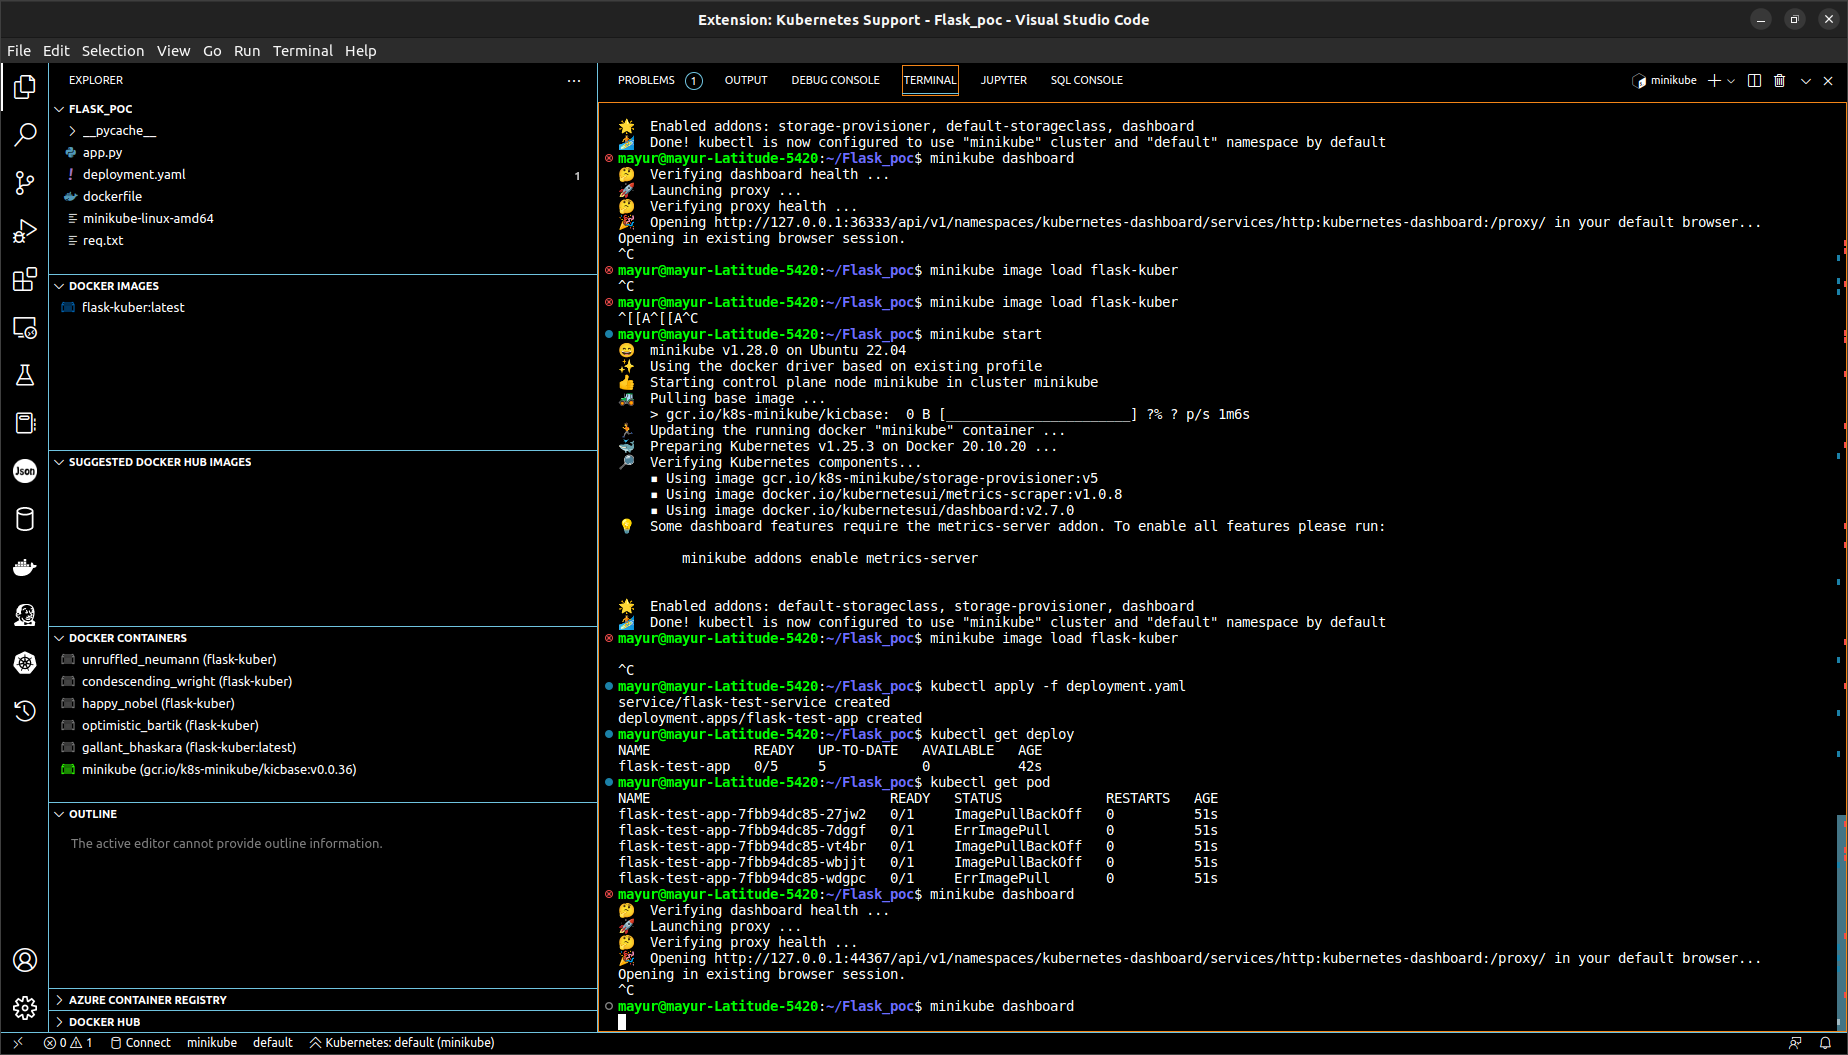 Extension: Kubernetes Support - Flask_poc - Visual Studio Code
File Edit Selection View Go Run Terminal Help
EXPLORER
FLASK_POC
__pycache__
app.py
! deployment.yaml 1
dockerfile
minikube-linux-amd64
req.txt
DOCKER IMAGES
flask-kuber:latest
SUGGESTED DOCKER HUB IMAGES
Json
DOCKER CONTAINERS
unruffled_neumann (flask-kuber)
condescending_wright (flask-kuber)
happy_nobel (flask-kuber)
optimistic_bartik (flask-kuber)
gallant_bhaskara (flask-kuber:latest)
minikube (gcr.io/k8s-minikube/kicbase:v0.0.36)
OUTLINE
The active editor cannot provide outline information.
AZURE CONTAINER REGISTRY
DOCKER HUB
PROBLEMS 1 OUTPUT DEBUG CONSOLE TERMINAL JUPYTER SQL CONSOLE minikube
Enabled addons: storage-provisioner, default-storageclass, dashboard
Done! kubectl is now configured to use "minikube" cluster and "default" namespace by default
mayur@mayur-Latitude-5420:~/Flask_poc$ minikube dashboard
Verifying dashboard health ...
Launching proxy ...
Verifying proxy health ...
Opening http://127.0.0.1:36333/api/v1/namespaces/kubernetes-dashboard/services/http:kubernetes-dashboard:/proxy/ in your default browser...
Opening in existing browser session.
^C
mayur@mayur-Latitude-5420:~/Flask_poc$ minikube image load flask-kuber
^C
mayur@mayur-Latitude-5420:~/Flask_poc$ minikube image load flask-kuber
^[[A^[[A^C
mayur@mayur-Latitude-5420:~/Flask_poc$ minikube start
minikube v1.28.0 on Ubuntu 22.04
Using the docker driver based on existing profile
Starting control plane node minikube in cluster minikube
Pulling base image ...
> gcr.io/k8s-minikube/kicbase: 0 B [_______________________] ?% ? p/s 1m6s
Updating the running docker "minikube" container ...
Preparing Kubernetes v1.25.3 on Docker 20.10.20 ...
Verifying Kubernetes components...
▪ Using image gcr.io/k8s-minikube/storage-provisioner:v5
▪ Using image docker.io/kubernetesui/metrics-scraper:v1.0.8
▪ Using image docker.io/kubernetesui/dashboard:v2.7.0
Some dashboard features require the metrics-server addon. To enable all features please run:
minikube addons enable metrics-server
Enabled addons: default-storageclass, storage-provisioner, dashboard
Done! kubectl is now configured to use "minikube" cluster and "default" namespace by default
mayur@mayur-Latitude-5420:~/Flask_poc$ minikube image load flask-kuber
^C
mayur@mayur-Latitude-5420:~/Flask_poc$ kubectl apply -f deployment.yaml
service/flask-test-service created
deployment.apps/flask-test-app created
mayur@mayur-Latitude-5420:~/Flask_poc$ kubectl get deploy
NAME READY UP-TO-DATE AVAILABLE AGE
flask-test-app 0/5 5 0 42s
mayur@mayur-Latitude-5420:~/Flask_poc$ kubectl get pod
NAME READY STATUS RESTARTS AGE
flask-test-app-7fbb94dc85-27jw2 0/1 ImagePullBackOff 0 51s
flask-test-app-7fbb94dc85-7dggf 0/1 ErrImagePull 0 51s
flask-test-app-7fbb94dc85-vt4br 0/1 ImagePullBackOff 0 51s
flask-test-app-7fbb94dc85-wbjjt 0/1 ImagePullBackOff 0 51s
flask-test-app-7fbb94dc85-wdgpc 0/1 ErrImagePull 0 51s
mayur@mayur-Latitude-5420:~/Flask_poc$ minikube dashboard
Verifying dashboard health ...
Launching proxy ...
Verifying proxy health ...
Opening http://127.0.0.1:44367/api/v1/namespaces/kubernetes-dashboard/services/http:kubernetes-dashboard:/proxy/ in your default browser...
Opening in existing browser session.
^C
mayur@mayur-Latitude-5420:~/Flask_poc$ minikube dashboard
0 1 Connect minikube default Kubernetes: default (minikube)